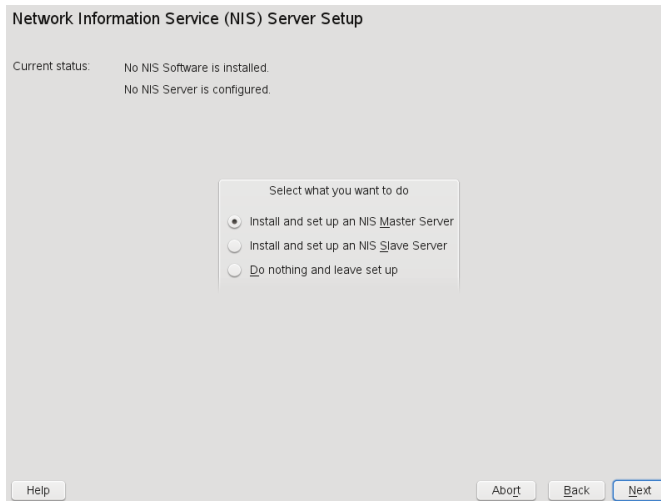 Network Information Service (NIS) Server Setup
Current status: No NIS Software is installed.
No NIS Server is configured.
Select what you want to do
Install and set up an NIS Master Server
Install and set up an NIS Slave Server
Do nothing and leave set up
Help Abort Back Next